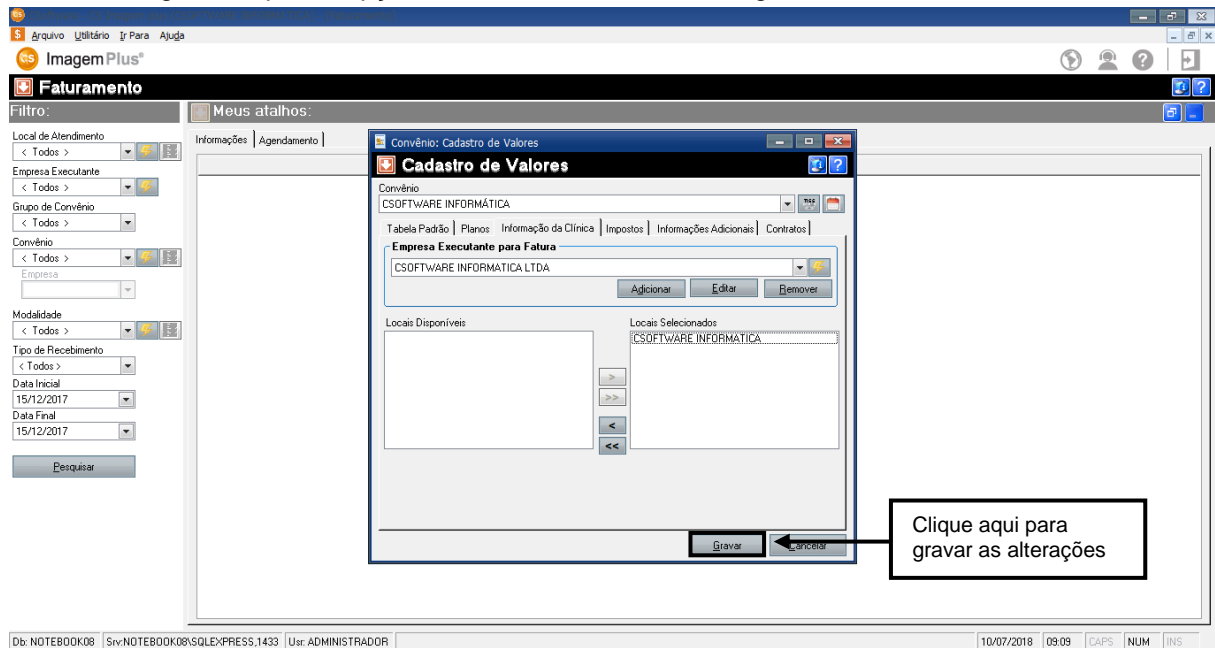 Arquivo Utilitário Ir Para Ajuda
cs ImagemPlus®
Faturamento
Filtro:
Meus atalhos:
Local de Atendimento
< Todos >
Empresa Executante
< Todos >
Grupo de Convênio
< Todos >
Convênio
< Todos >
Empresa
Modalidade
< Todos >
Tipo de Recebimento
< Todos >
Data Inicial
15/12/2017
Data Final
15/12/2017
Pesquisar
Informações Agendamento
Convênio: Cadastro de Valores
Cadastro de Valores
Convênio
CSOFTWARE INFORMÁTICA
Tabela Padrão Planos Informação da Clínica Impostos Informações Adicionais Contratos
Empresa Executante para Fatura
CSOFTWARE INFORMATICA LTDA
Adicionar Editar Remover
Locais Disponíveis
Locais Selecionados
CSOFTWARE INFORMATICA
>
>>
<
<<
Gravar Cancelar
Clique aqui para
gravar as alterações
Db: NOTEBOOK08 Srv:NOTEBOOK08\SQLEXPRESS,1433 Usr: ADMINISTRADOR 10/07/2018 09:09 CAPS NUM INS